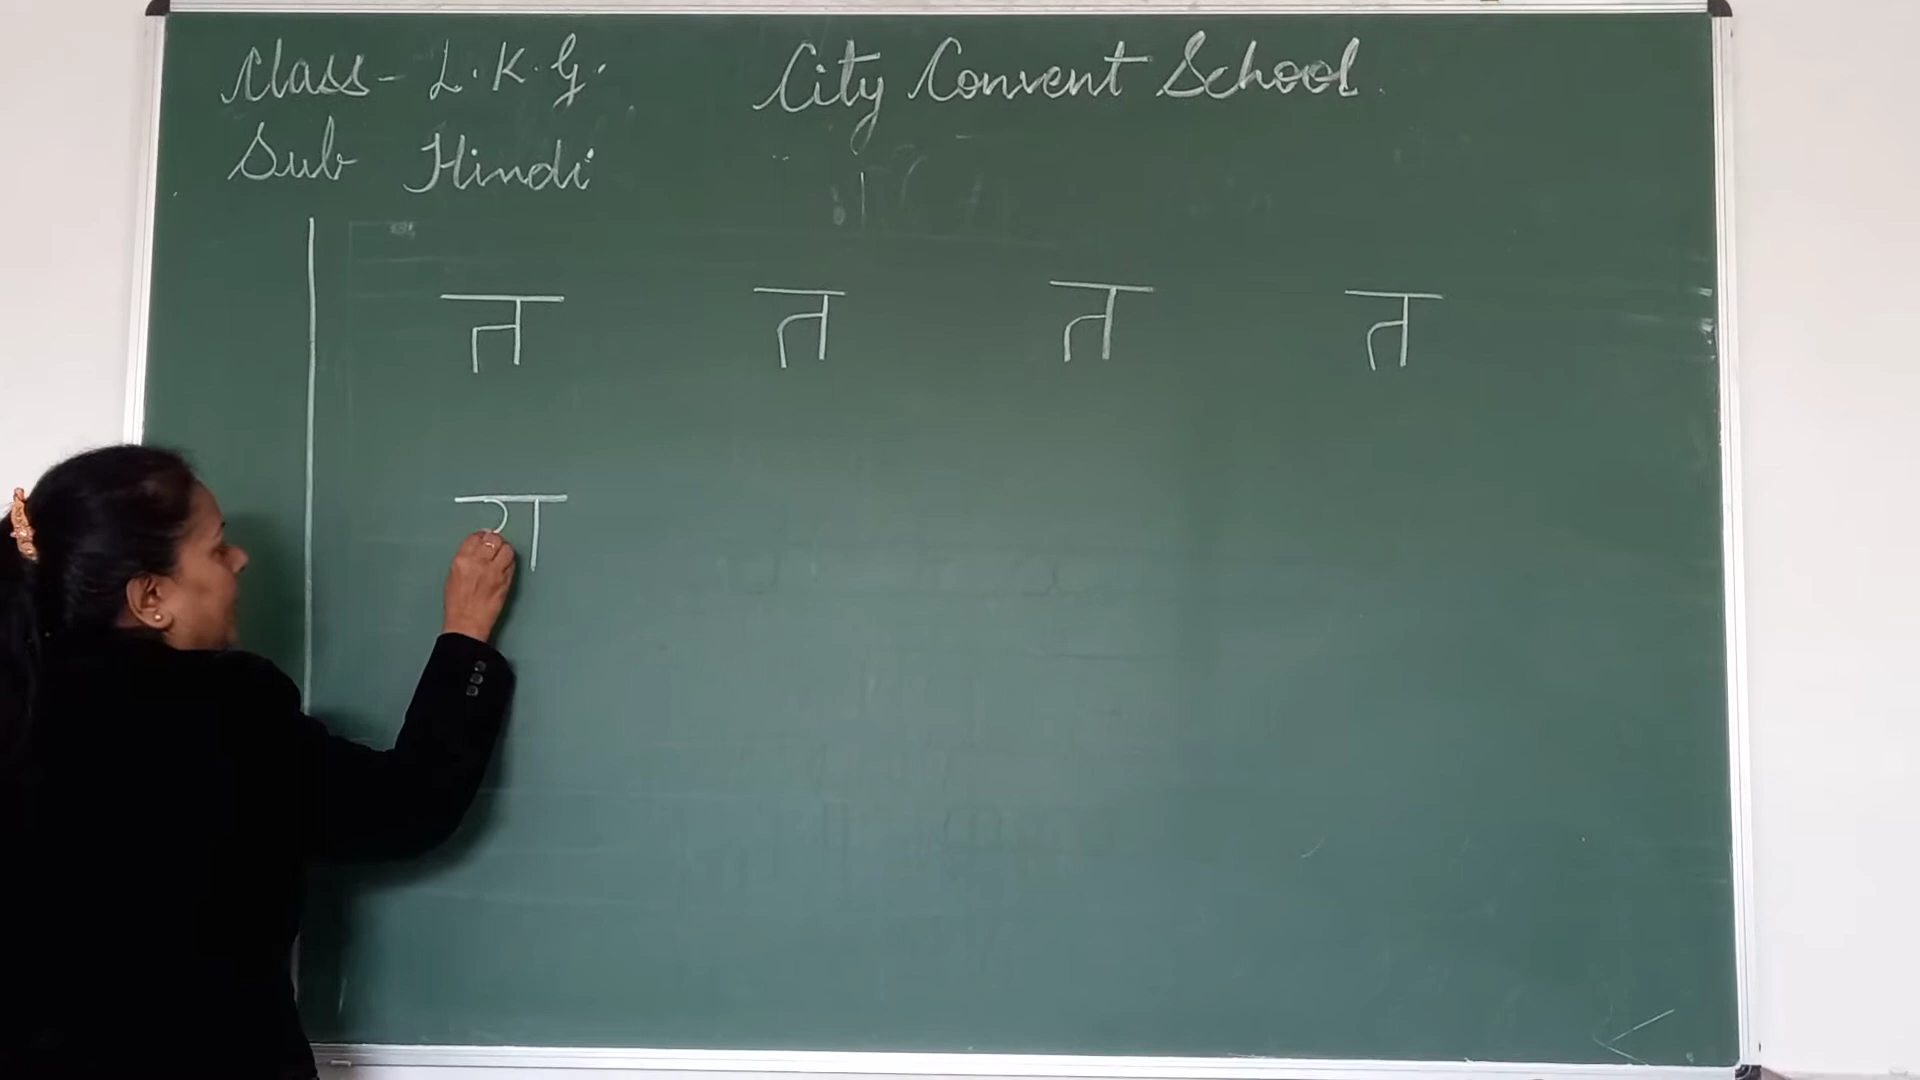 Class - L.K.G. City Convent School
Sub Hindi
त त त त